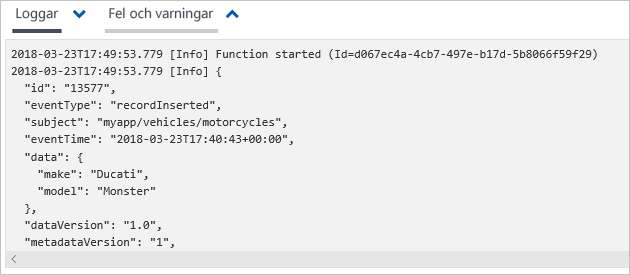 Loggar
Fel och varningar
2018-03-23T17:49:53.779 [Info] Function started (Id=d067ec4a-4cb7-497e-b17d-5b8066f59f29)
2018-03-23T17:49:53.779 [Info] {
"id": "13577",
"eventType": "recordInserted",
"subject": "myapp/vehicles/motorcycles",
"eventTime": "2018-03-23T17:40:43+00:00",
"data": {
"make": "Ducati",
"model": "Monster"
},
"dataVersion": "1.0",
"metadataVersion": "1",